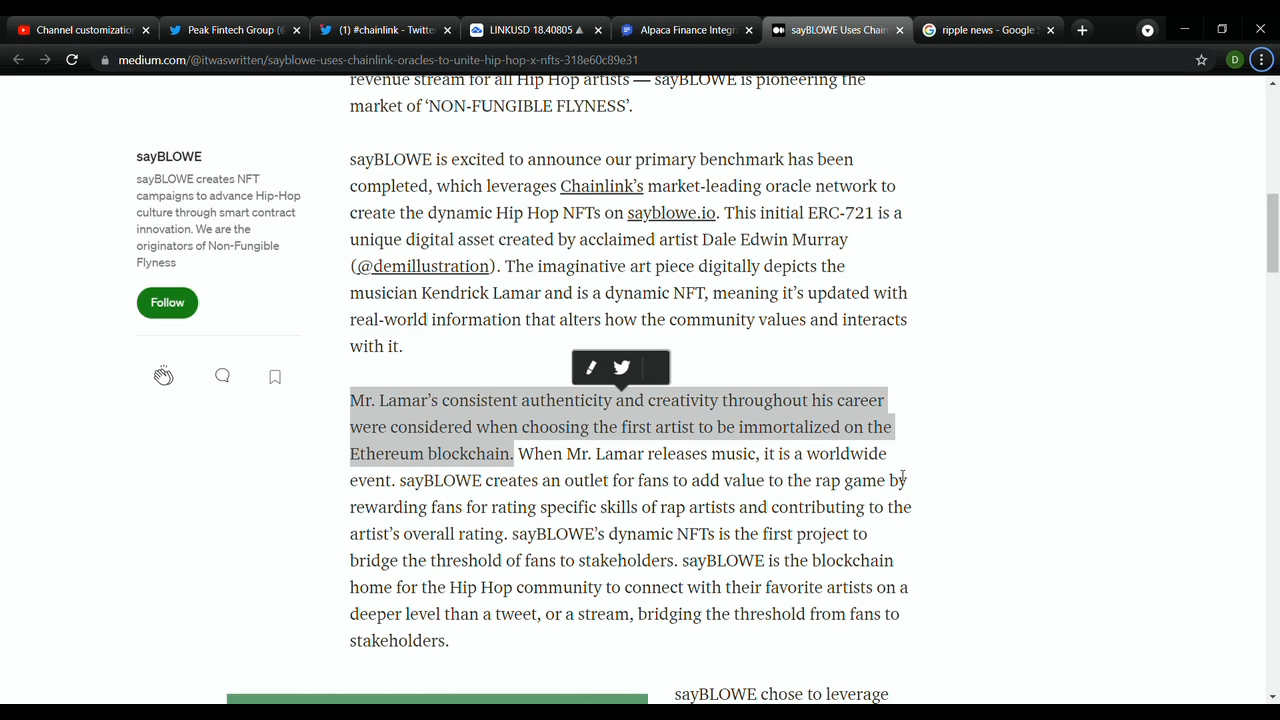 Channel customization
Peak Fintech Group (@
(1) #chainlink - Twitter
LINKUSD 18.40805
Alpaca Finance Integr
sayBLOWE Uses Chain
ripple news - Google S
medium.com/@itwaswritten/sayblowe-uses-chainlink-oracles-to-unite-hip-hop-x-nfts-318e60c89e31
D
revenue stream for all Hip Hop artists — sayBLOWE is pioneering the
market of ‘NON-FUNGIBLE FLYNESS’.
sayBLOWE
sayBLOWE creates NFT
campaigns to advance Hip-Hop
culture through smart contract
innovation. We are the
originators of Non-Fungible
Flyness
Follow
sayBLOWE is excited to announce our primary benchmark has been
completed, which leverages Chainlink’s market-leading oracle network to
create the dynamic Hip Hop NFTs on sayblowe.io. This initial ERC-721 is a
unique digital asset created by acclaimed artist Dale Edwin Murray
(@demillustration). The imaginative art piece digitally depicts the
musician Kendrick Lamar and is a dynamic NFT, meaning it’s updated with
real-world information that alters how the community values and interacts
with it.
Mr. Lamar’s consistent authenticity and creativity throughout his career
were considered when choosing the first artist to be immortalized on the
Ethereum blockchain. When Mr. Lamar releases music, it is a worldwide
event. sayBLOWE creates an outlet for fans to add value to the rap game by
rewarding fans for rating specific skills of rap artists and contributing to the
artist’s overall rating. sayBLOWE’s dynamic NFTs is the first project to
bridge the threshold of fans to stakeholders. sayBLOWE is the blockchain
home for the Hip Hop community to connect with their favorite artists on a
deeper level than a tweet, or a stream, bridging the threshold from fans to
stakeholders.
sayBLOWE chose to leverage